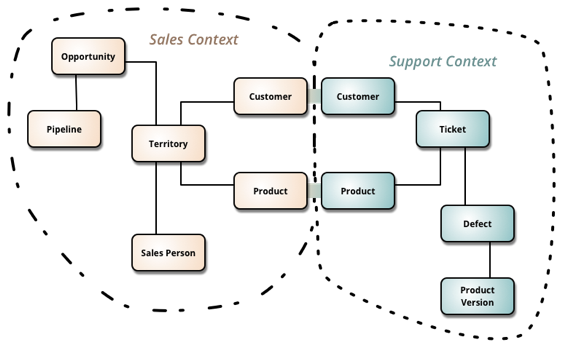 Sales Context
Opportunity
Support Context
Customer
Customer
Pipeline
Ticket
Territory
Product
Product
Defect
Sales Person
Product
Version